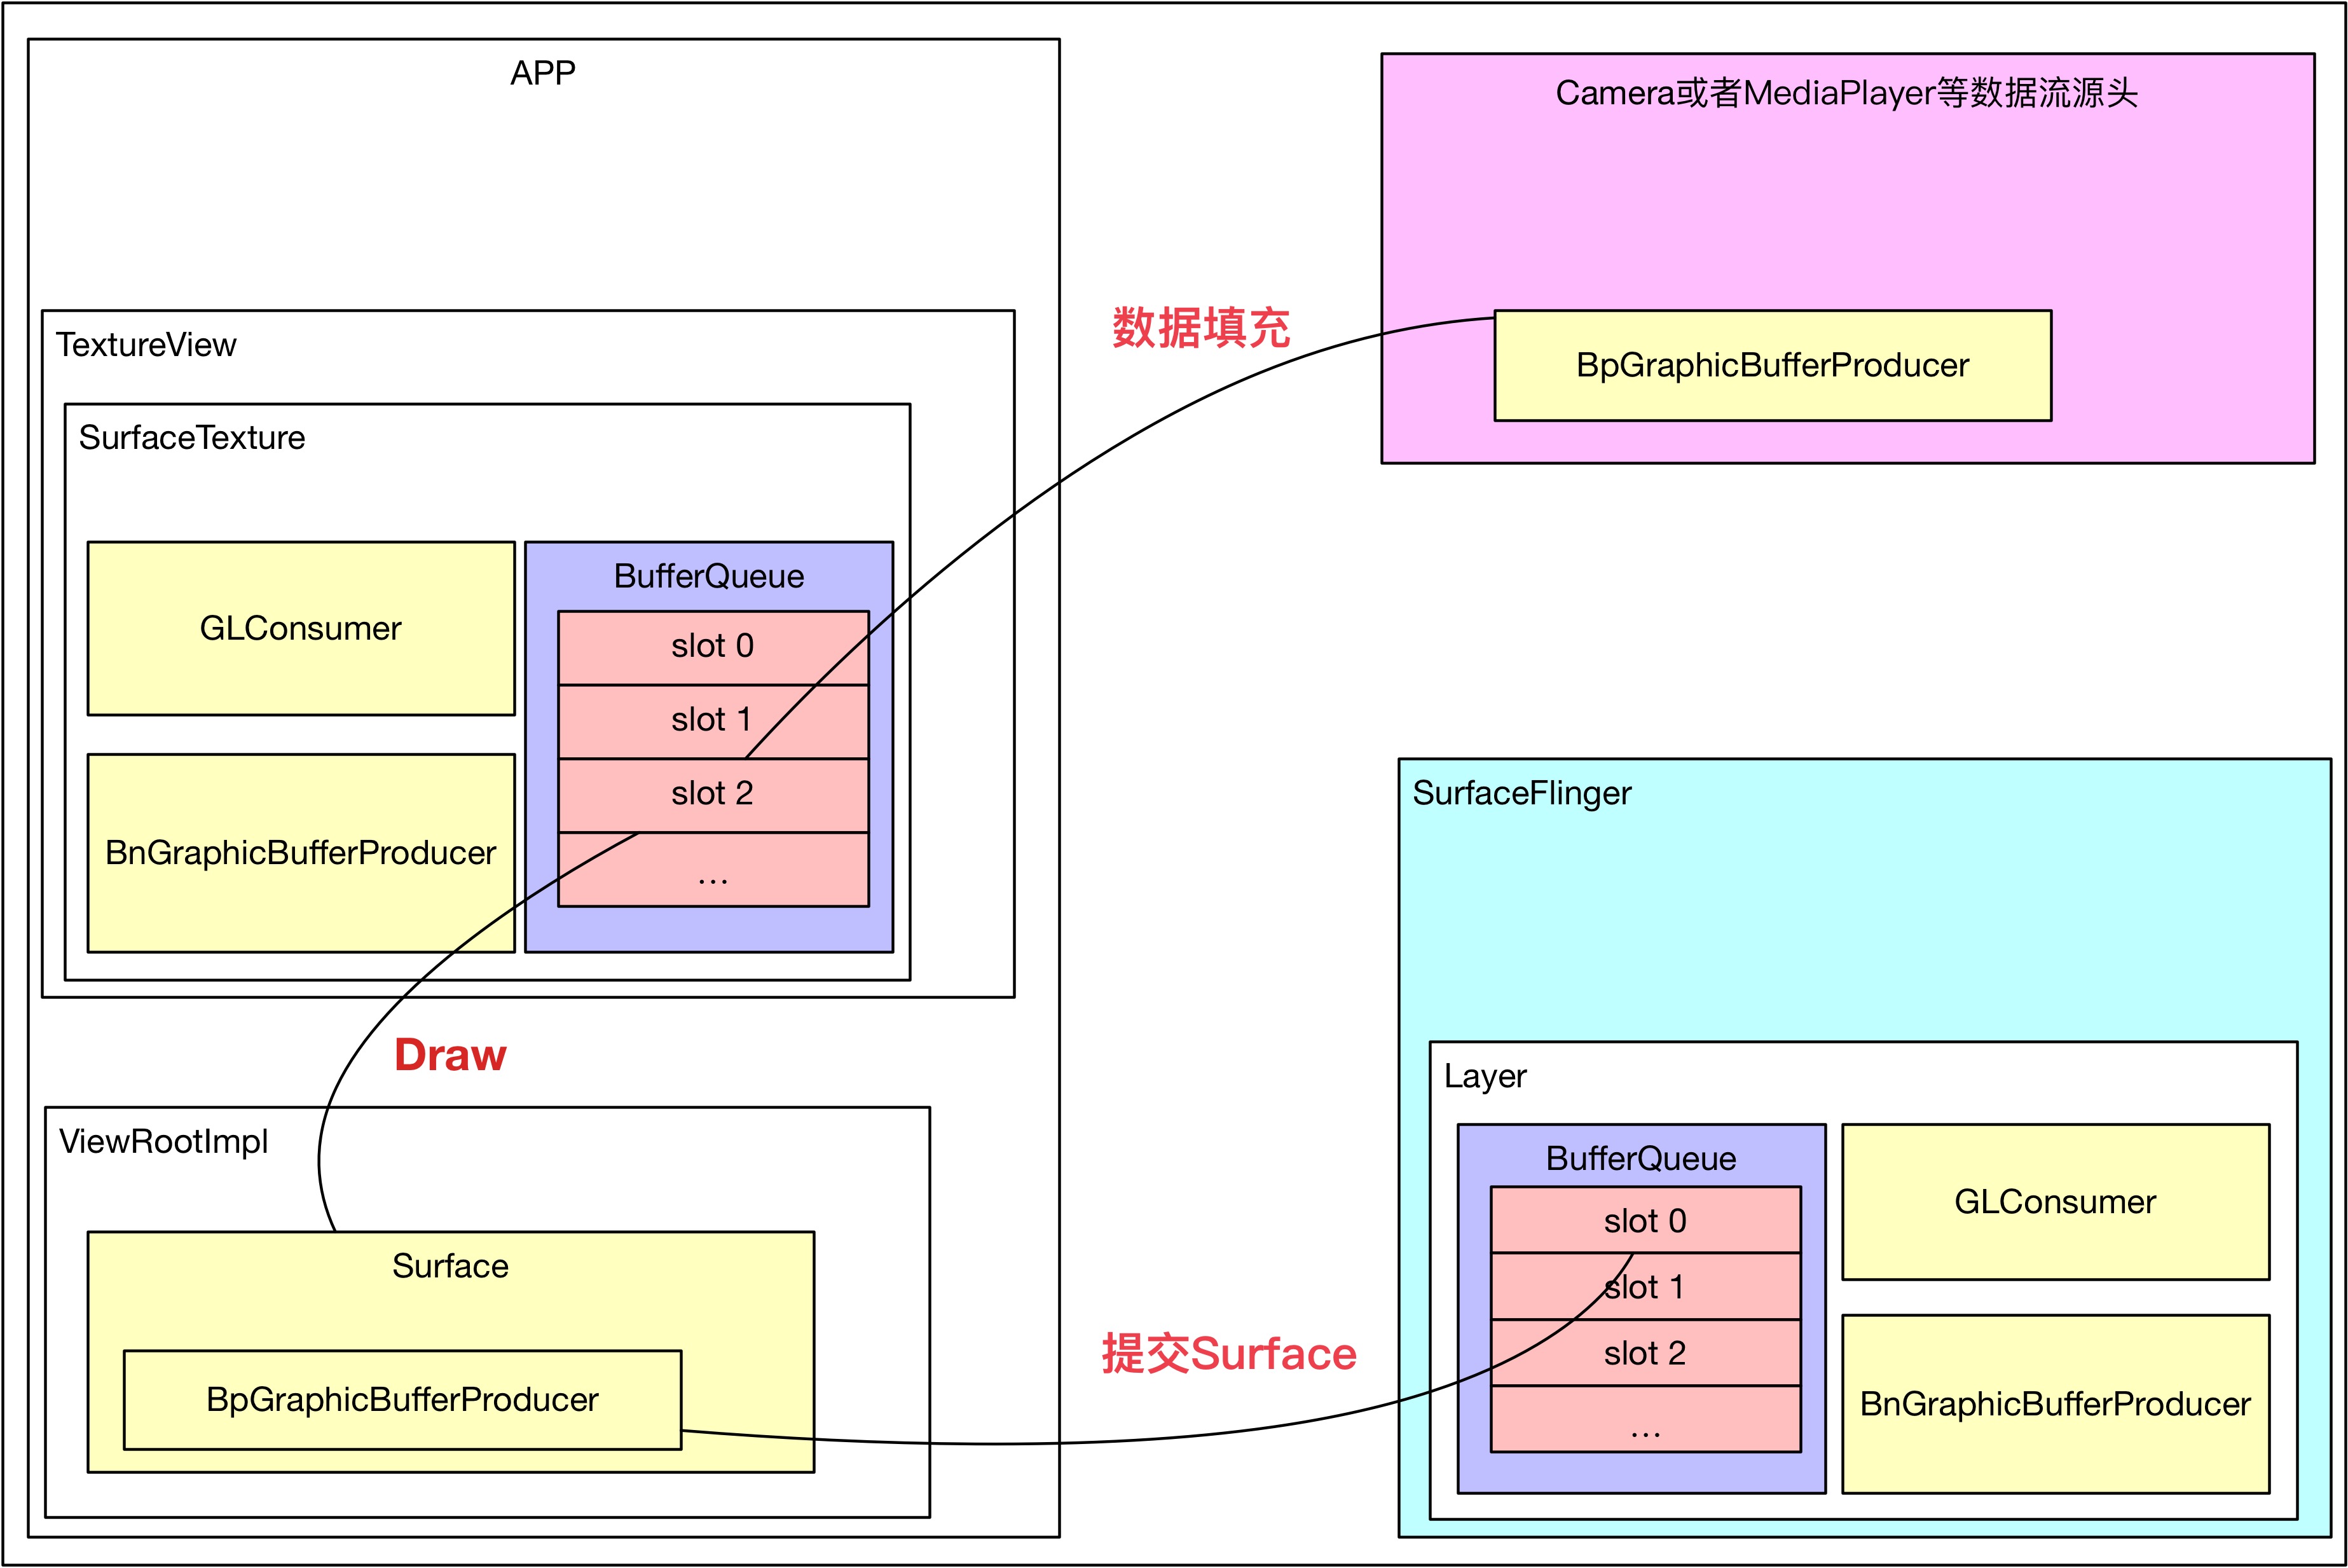 APP
Camera或者MediaPlayer等数据流源头
数据填充
BpGraphicBufferProducer
TextureView
SurfaceTexture
GLConsumer
BufferQueue
slot 0
slot 1
slot 2
...
BnGraphicBufferProducer
Draw
ViewRootImpl
Surface
BpGraphicBufferProducer
提交Surface
SurfaceFlinger
Layer
BufferQueue
slot 0
slot 1
slot 2
...
GLConsumer
BnGraphicBufferProducer